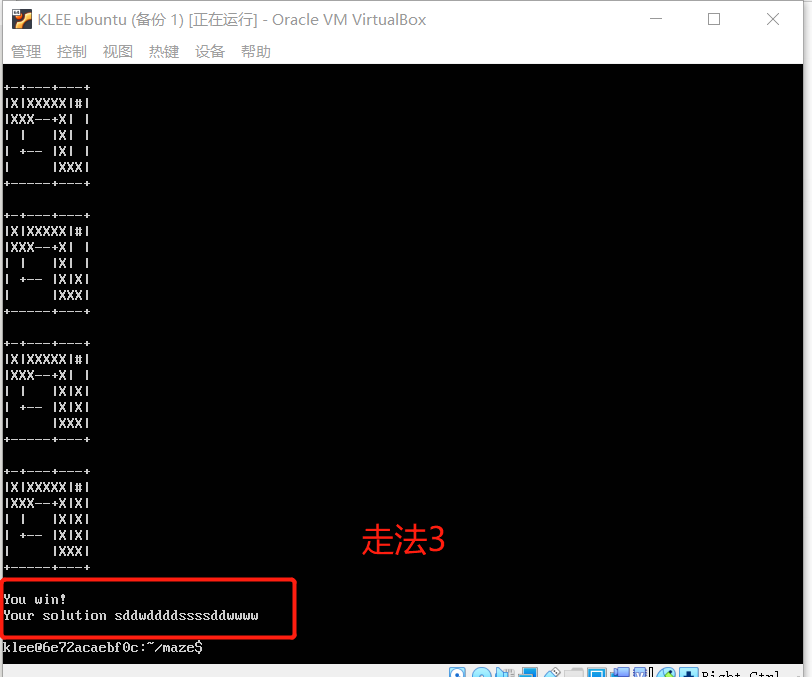 KLEE ubuntu (备份 1) [正在运行] - Oracle VM VirtualBox
管理 控制 视图 热键 设备 帮助
+-+---+---+
|X|XXXXX|#|
|XXX--+X| |
| |   |X| |
| +-- |X| |
|     |XXX|
+-----+---+
+-+---+---+
|X|XXXXX|#|
|XXX--+X| |
| |   |X| |
| +-- |X|X|
|     |XXX|
+-----+---+
+-+---+---+
|X|XXXXX|#|
|XXX--+X| |
| |   |X|X|
| +-- |X|X|
|     |XXX|
+-----+---+
+-+---+---+
|X|XXXXX|#|
|XXX--+X|X|
| |   |X|X|
| +-- |X|X|
|     |XXX|
+-----+---+
走法3
You win!
Your solution sddwddddssssddwwww
klee@6e72acaebf0c:~/maze$
Right Ctrl